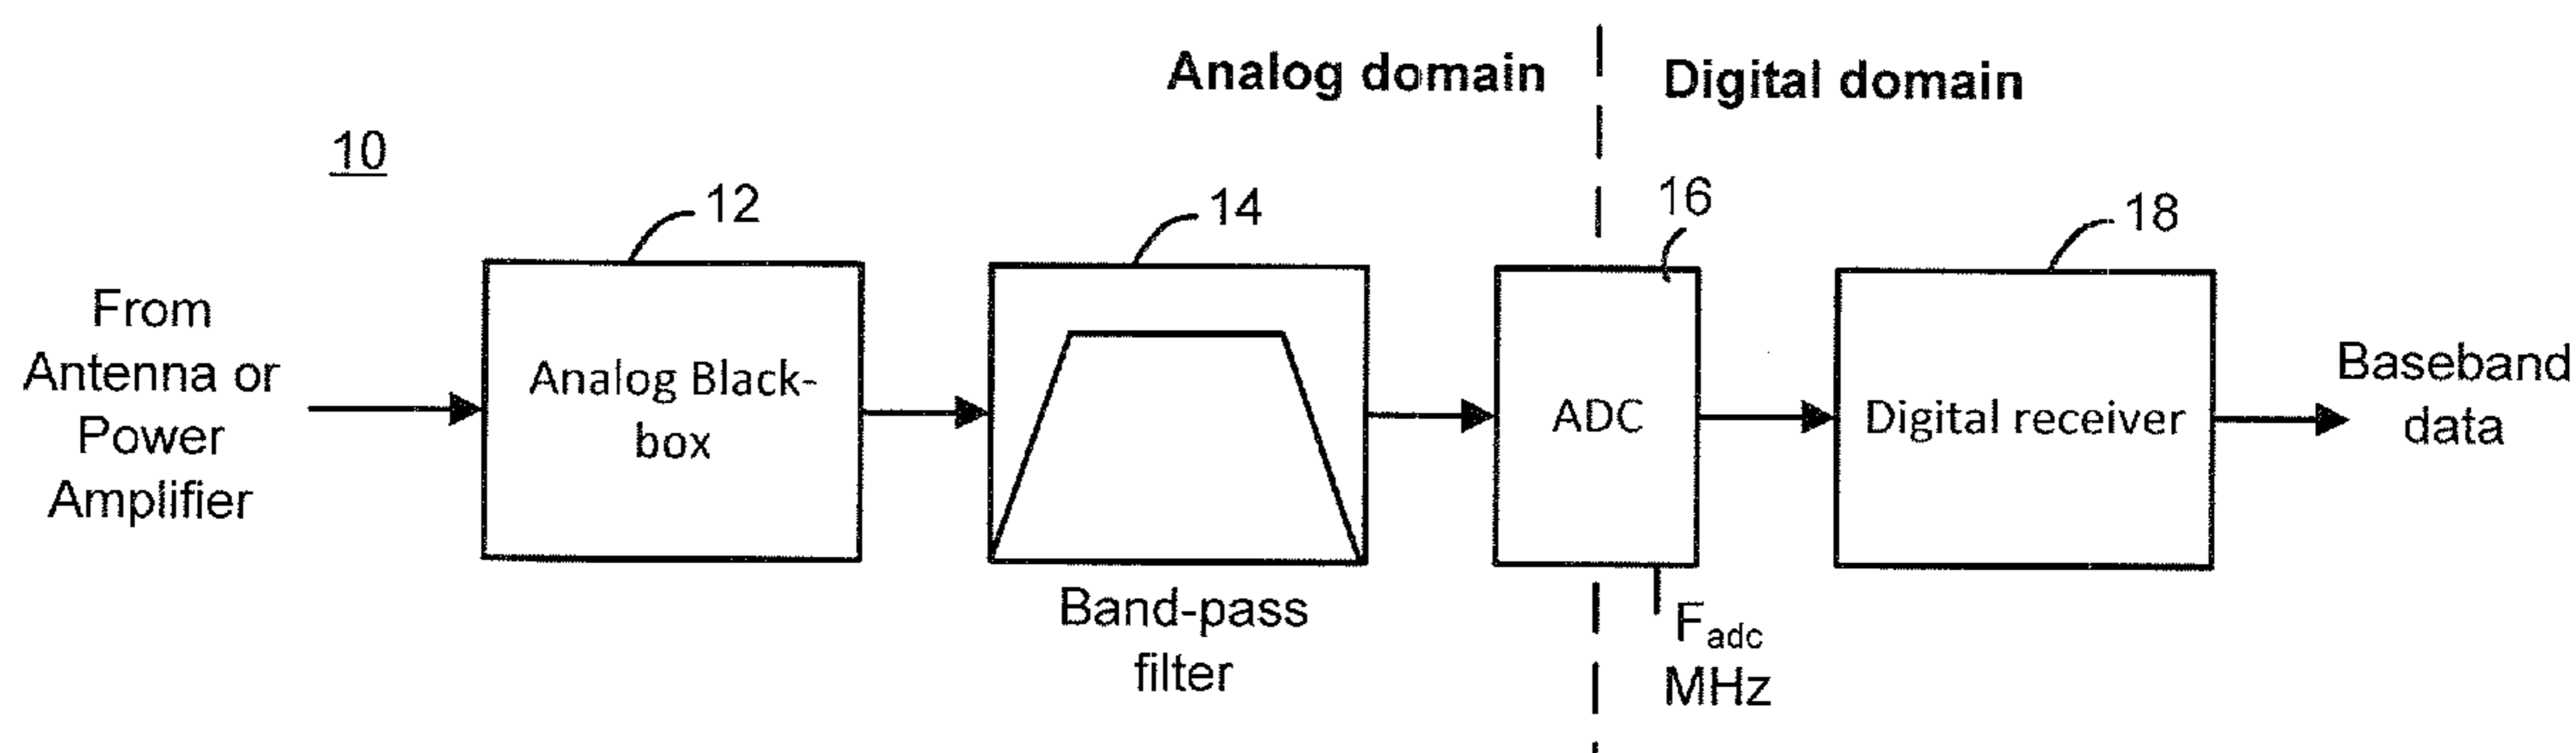 Analog domain
Digital domain
10
12
14
16
18
From
Antenna or
Power
Amplifier
Analog Black-
box
ADC
Digital receiver
Baseband
data
Band-pass
filter
Fadc
MHz